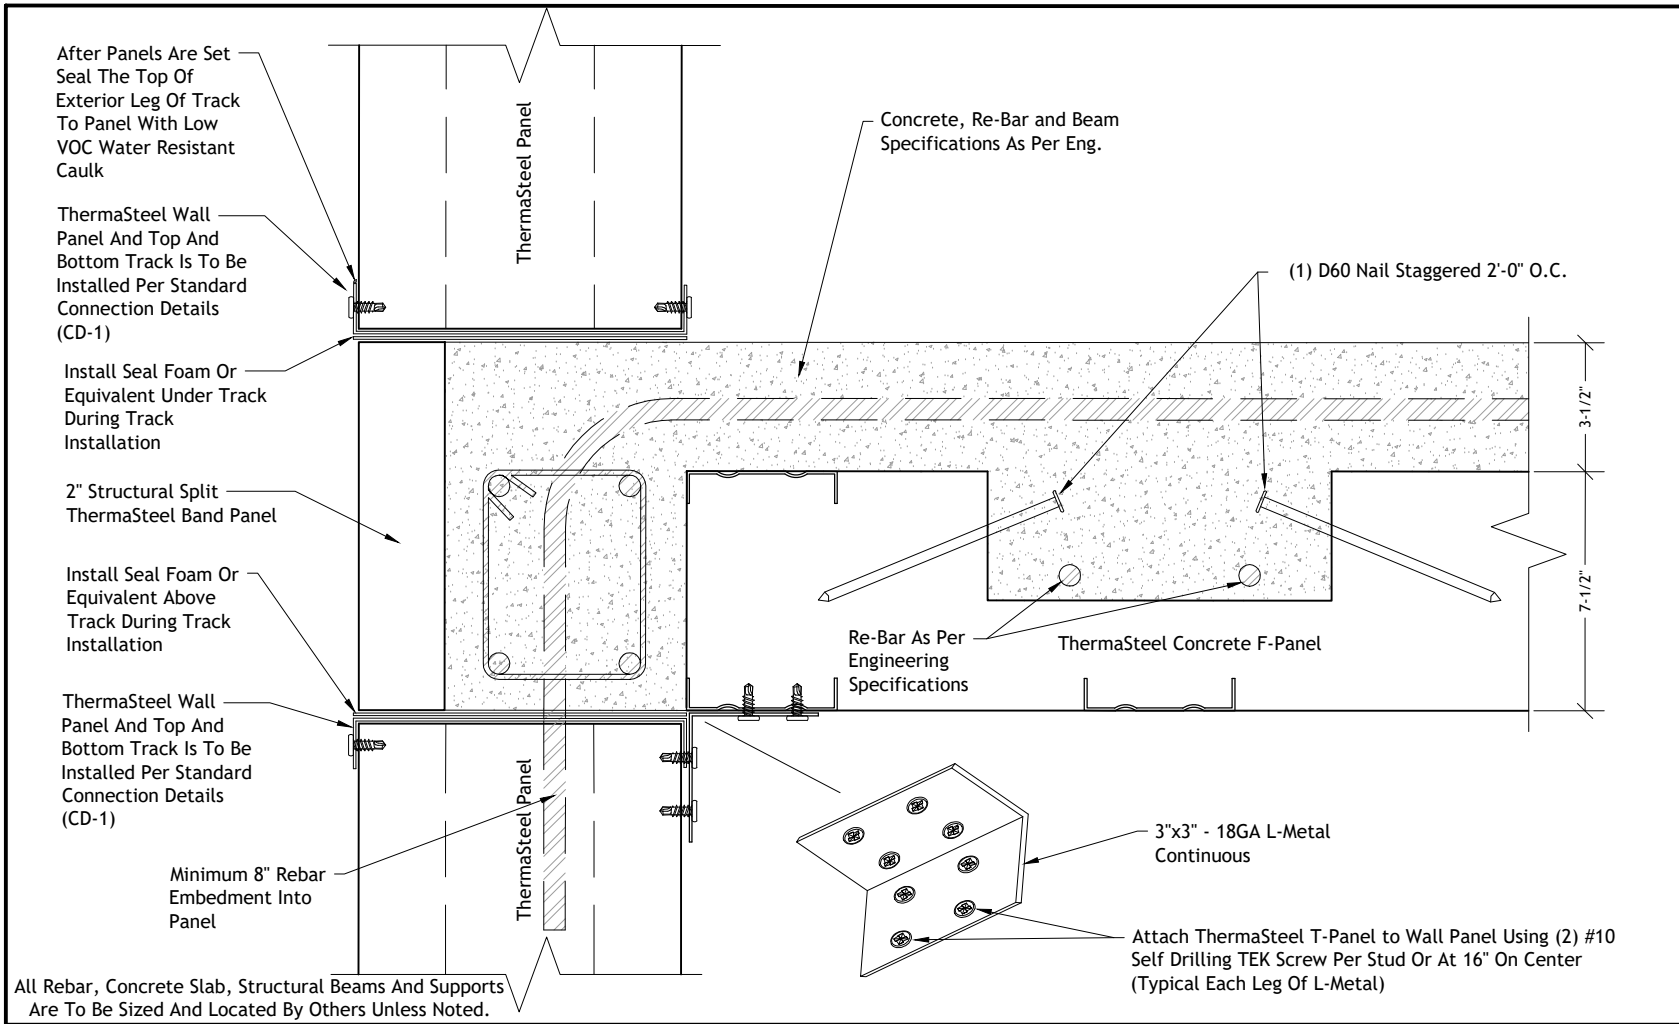 After Panels Are Set
Seal The Top Of
Exterior Leg Of Track
To Panel With Low
VOC Water Resistant
Caulk
ThermaSteel Wall
Panel And Top And
Bottom Track Is To Be
Installed Per Standard
Connection Details
(CD-1)
Install Seal Foam Or
Equivalent Under Track
During Track
Installation
2" Structural Split
ThermaSteel Band Panel
Install Seal Foam Or
Equivalent Above
Track During Track
Installation
ThermaSteel Wall
Panel And Top And
Bottom Track Is To Be
Installed Per Standard
Connection Details
(CD-1)
Minimum 8" Rebar
Embedment Into
Panel
All Rebar, Concrete Slab, Structural Beams And Supports
Are To Be Sized And Located By Others Unless Noted.
ThermaSteel Panel
ThermaSteel Panel
Concrete, Re-Bar and Beam
Specifications As Per Eng.
(1) D60 Nail Staggered 2'-0" O.C.
3-1/2"
7-1/2"
Re-Bar As Per
Engineering
Specifications
ThermaSteel Concrete F-Panel
3"x3" - 18GA L-Metal
Continuous
Attach ThermaSteel T-Panel to Wall Panel Using (2) #10
Self Drilling TEK Screw Per Stud Or At 16" On Center
(Typical Each Leg Of L-Metal)